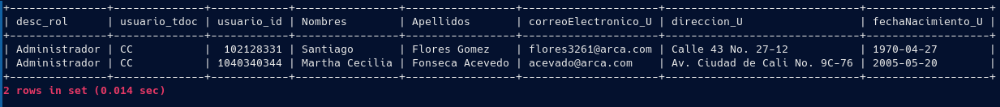 +---------------+--------------+------------+----------------+-----------------+---------------------+------------------------------+-------------------+
| desc_rol      | usuario_tdoc | usuario_id | Nombres        | Apellidos       | correoElectronico_U | direccion_U                  | fechaNacimiento_U |
+---------------+--------------+------------+----------------+-----------------+---------------------+------------------------------+-------------------+
| Administrador | CC           |  102128331 | Santiago       | Flores Gomez    | flores3261@arca.com | Calle 43 No. 27-12           | 1970-04-27        |
| Administrador | CC           | 1040340344 | Martha Cecilia | Fonseca Acevedo | acevado@arca.com    | Av. Ciudad de Cali No. 9C-76 | 2005-05-20        |
+---------------+--------------+------------+----------------+-----------------+---------------------+------------------------------+-------------------+
2 rows in set (0.014 sec)